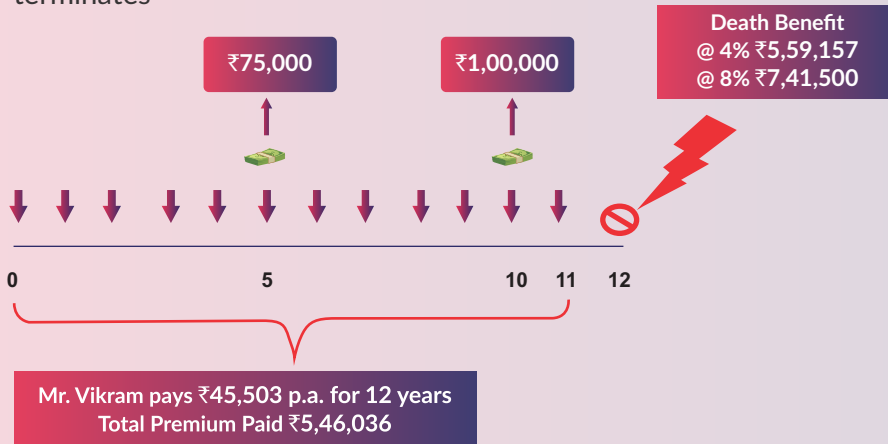 terminates
Death Benefit
@ 4% ₹5,59,157
@ 8% ₹7,41,500
₹75,000
₹1,00,000
0
5
10
11
12
Mr. Vikram pays ₹45,503 p.a. for 12 years
Total Premium Paid ₹5,46,036